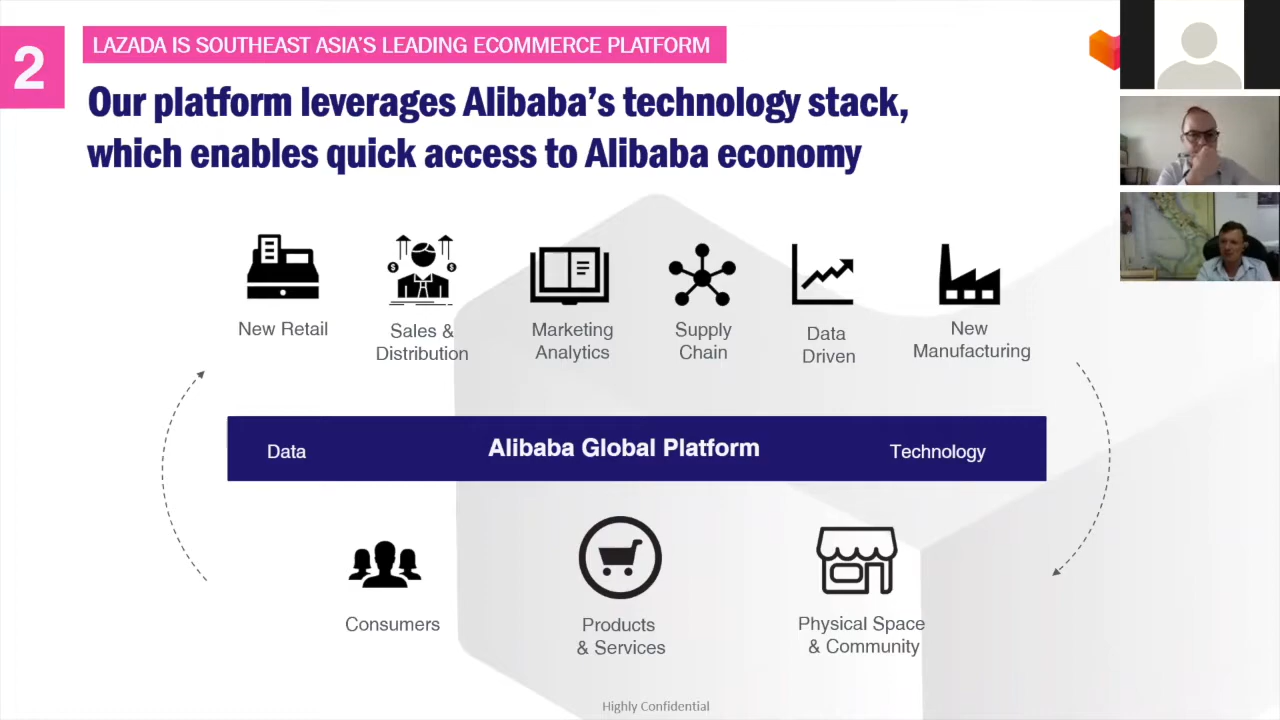 2
LAZADA IS SOUTHEAST ASIA'S LEADING ECOMMERCE PLATFORM
Our platform leverages Alibaba's technology stack,
which enables quick access to Alibaba economy
New Retail
Sales &
Distribution
Marketing
Analytics
Supply
Chain
Data
Driven
New
Manufacturing
Data
Alibaba Global Platform
Technology
Consumers
Products
& Services
Physical Space
& Community
Highly Confidential